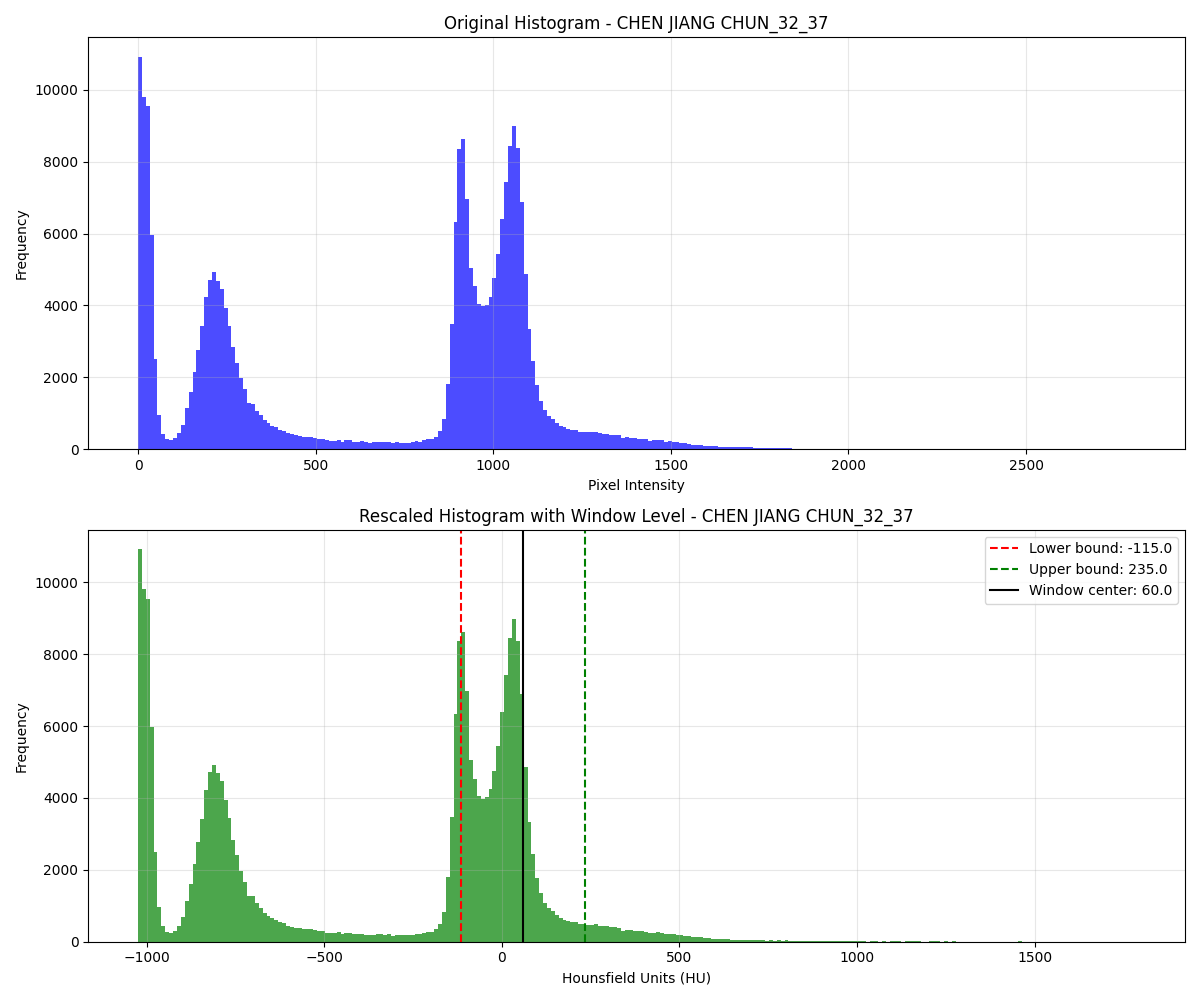 Original Histogram - CHEN JIANG CHUN_32_37
Frequency
10000
8000
6000
4000
2000
0
0 500 1000 1500 2000 2500
Pixel Intensity
Rescaled Histogram with Window Level - CHEN JIANG CHUN_32_37
Lower bound: -115.0
Upper bound: 235.0
Window center: 60.0
Frequency
10000
8000
6000
4000
2000
0
−1000 −500 0 500 1000 1500
Hounsfield Units (HU)